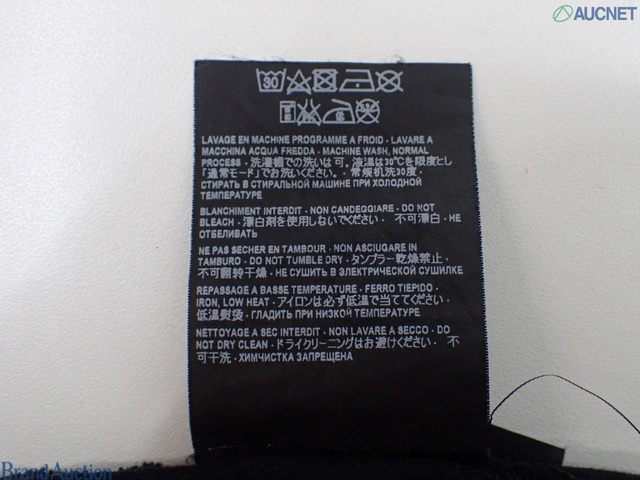 AUCNET
30
LAVAGE EN MACHINE PROGRAMME A FROID - LAVARE A
MACCHINA ACQUA FREDDA - MACHINE WASH, NORMAL
PROCESS - 洗濯機での洗いは可。液温は30℃を限度とし
「通常モード」でお洗いください。- 常规机洗30度 -
СТИРАТЬ В СТИРАЛЬНОЙ МАШИНЕ ПРИ ХОЛОДНОЙ
ТЕМПЕРАТУРЕ
BLANCHIMENT INTERDIT - NON CANDEGGIARE - DO NOT
BLEACH - 漂白剤を使用しないでください。 不可漂白 - НЕ
ОТБЕЛИВАТЬ
NE PAS SECHER EN TAMBOUR - NON ASCIUGARE IN
TAMBURO - DO NOT TUMBLE DRY - タンブラー乾燥禁止 -
不可翻转干燥 - НЕ СУШИТЬ В ЭЛЕКТРИЧЕСКОЙ СУШИЛКЕ
REPASSAGE A BASSE TEMPERATURE - FERRO TIEPIDO -
IRON, LOW HEAT - アイロンは必ず低温で当ててください。
低温熨烫 - ГЛАДИТЬ ПРИ НИЗКОЙ ТЕМПЕРАТУРЕ
NETTOYAGE A SEC INTERDIT - NON LAVARE A SECCO - DO
NOT DRY CLEAN - ドライクリーニングはお避けください。 不
可干洗 - ХИМЧИСТКА ЗАПРЕЩЕНА
Brand Auction